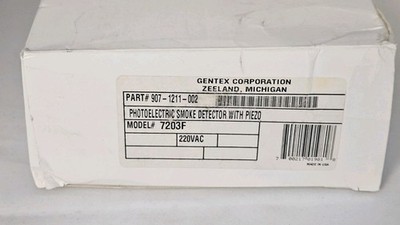 GENTEX CORPORATION
ZEELAND, MICHIGAN
PART# 907-1211-002
PHOTOELECTRIC SMOKE DETECTOR WITH PIEZO
MODEL# 7203F
220VAC